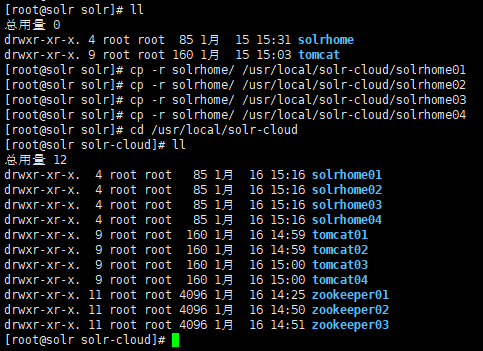 [root@solr solr]# ll
总用量 0
drwxr-xr-x. 4 root root  85 1月  15 15:31 solrhome
drwxr-xr-x. 9 root root 160 1月  15 15:03 tomcat
[root@solr solr]# cp -r solrhome/ /usr/local/solr-cloud/solrhome01
[root@solr solr]# cp -r solrhome/ /usr/local/solr-cloud/solrhome02
[root@solr solr]# cp -r solrhome/ /usr/local/solr-cloud/solrhome03
[root@solr solr]# cp -r solrhome/ /usr/local/solr-cloud/solrhome04
[root@solr solr]# cd /usr/local/solr-cloud
[root@solr solr-cloud]# ll
总用量 12
drwxr-xr-x.  4 root root   85 1月  16 15:16 solrhome01
drwxr-xr-x.  4 root root   85 1月  16 15:16 solrhome02
drwxr-xr-x.  4 root root   85 1月  16 15:16 solrhome03
drwxr-xr-x.  4 root root   85 1月  16 15:16 solrhome04
drwxr-xr-x.  9 root root  160 1月  16 14:59 tomcat01
drwxr-xr-x.  9 root root  160 1月  16 14:59 tomcat02
drwxr-xr-x.  9 root root  160 1月  16 15:00 tomcat03
drwxr-xr-x.  9 root root  160 1月  16 15:00 tomcat04
drwxr-xr-x. 11 root root 4096 1月  16 14:25 zookeeper01
drwxr-xr-x. 11 root root 4096 1月  16 14:50 zookeeper02
drwxr-xr-x. 11 root root 4096 1月  16 14:51 zookeeper03
[root@solr solr-cloud]#